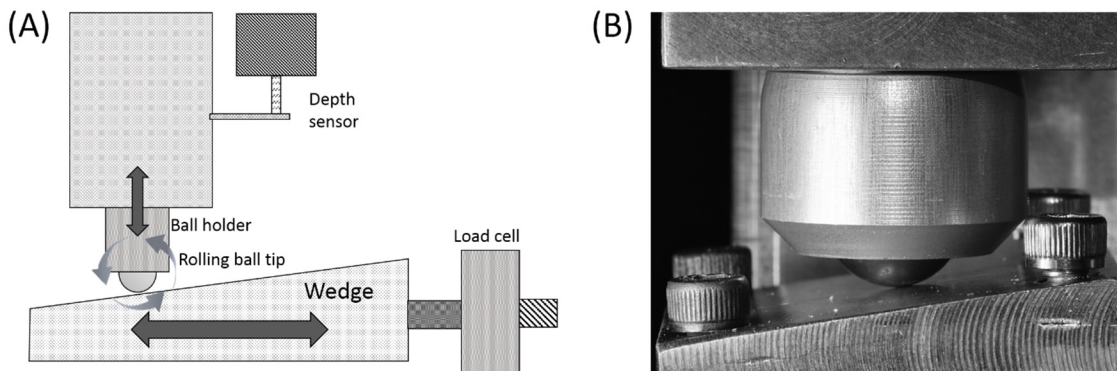 (A)
Depth
sensor
Ball holder
Rolling ball tip
Load cell
Wedge
(B)